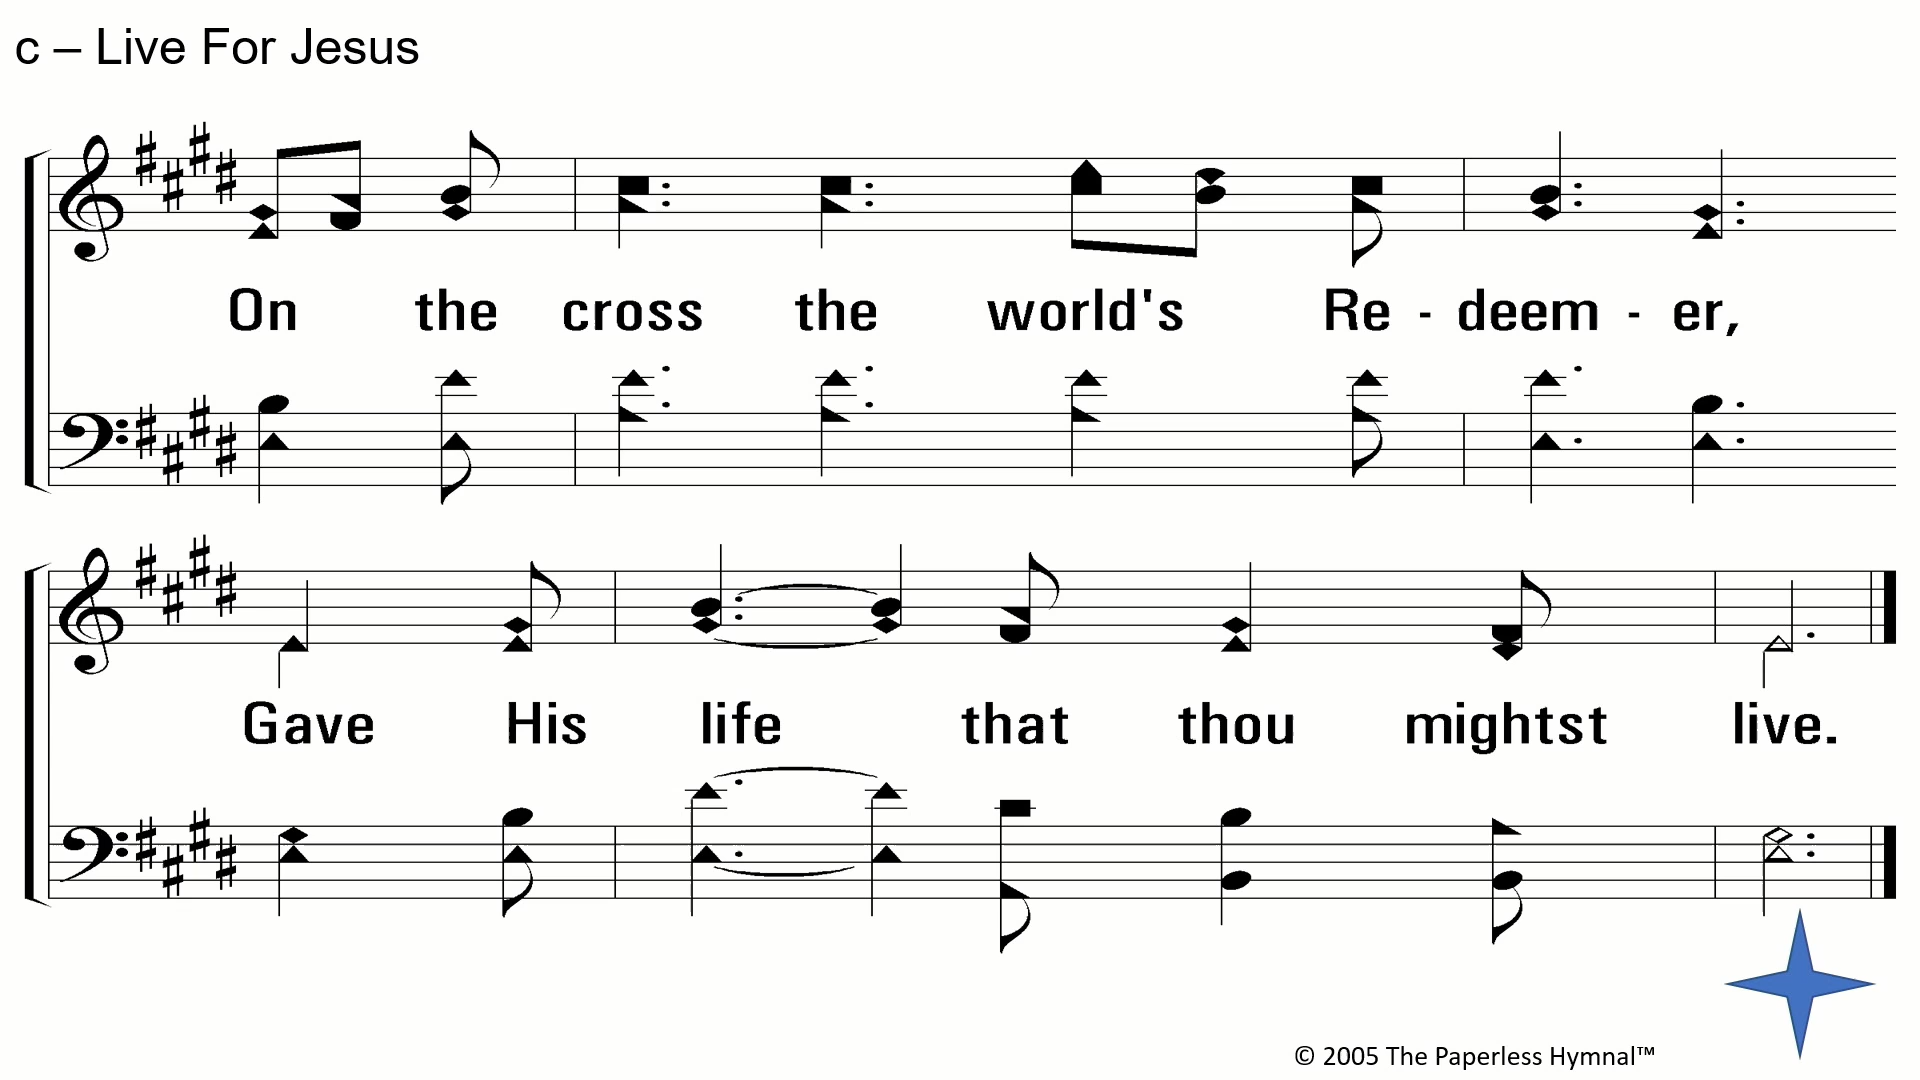 c – Live For Jesus
On the cross the world's Re - deem - er,
Gave His life that thou mightst live.
© 2005 The Paperless Hymnal™